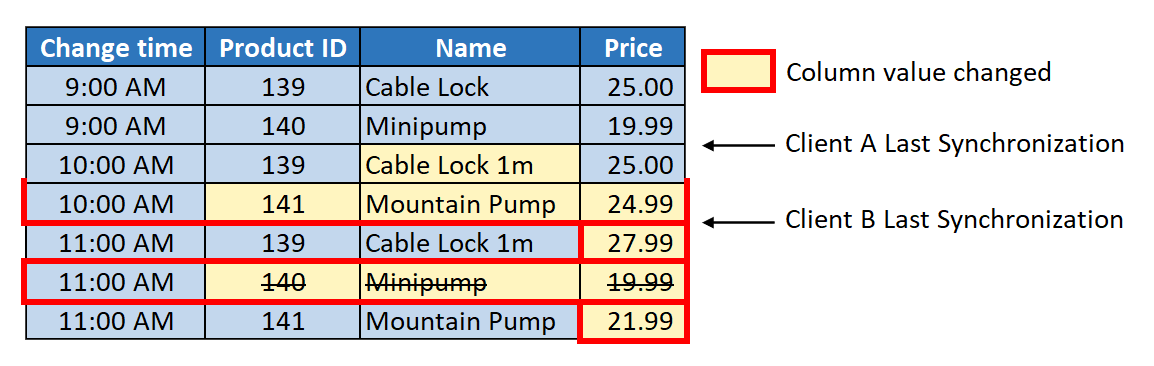 Change time Product ID Name Price
9:00 AM 139 Cable Lock 25.00
9:00 AM 140 Minipump 19.99
10:00 AM 139 Cable Lock 1m 25.00
10:00 AM 141 Mountain Pump 24.99
11:00 AM 139 Cable Lock 1m 27.99
11:00 AM 140 Minipump 19.99
11:00 AM 141 Mountain Pump 21.99
Column value changed
Client A Last Synchronization
Client B Last Synchronization